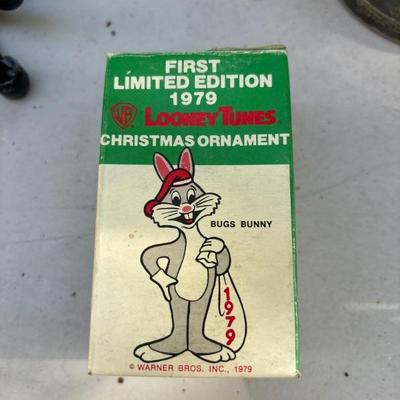 FIRST
LIMITED EDITION
1979
WB LOONEY TUNES
CHRISTMAS ORNAMENT
BUGS BUNNY
1979
© WARNER BROS. INC., 1979